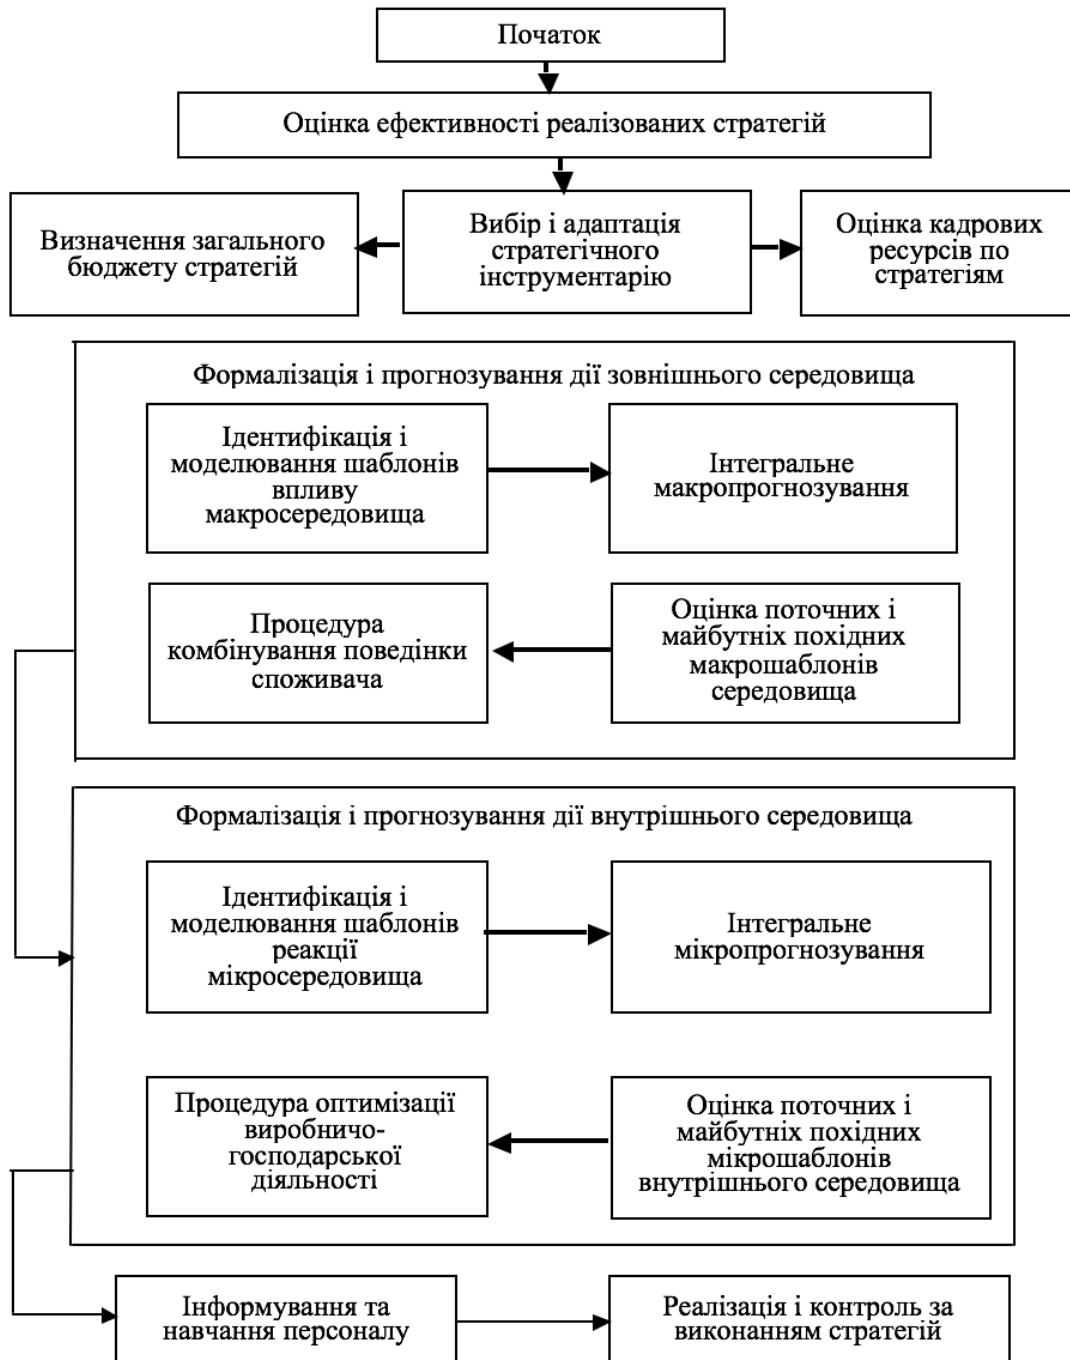 Початок
Оцінка ефективності реалізованих стратегій
Визначення загального
бюджету стратегій
Вибір і адаптація
стратегічного
інструментарію
Оцінка кадрових
ресурсів по
стратегіям
Формалізація і прогнозування дії зовнішнього середовища
Ідентифікація і
моделювання шаблонів
впливу
макросередовища
Інтегральне
макропрогнозування
Процедура
комбінування поведінки
споживача
Оцінка поточних і
майбутніх похідних
макрошаблонів
середовища
Формалізація і прогнозування дії внутрішнього середовища
Ідентифікація і
моделювання шаблонів
реакції
мікросередовища
Інтегральне
мікропрогнозування
Процедура оптимізації
виробничо-
господарської
діяльності
Оцінка поточних і
майбутніх похідних
мікрошаблонів
внутрішнього середовища
Інформування та
навчання персоналу
Реалізація і контроль за
виконанням стратегій